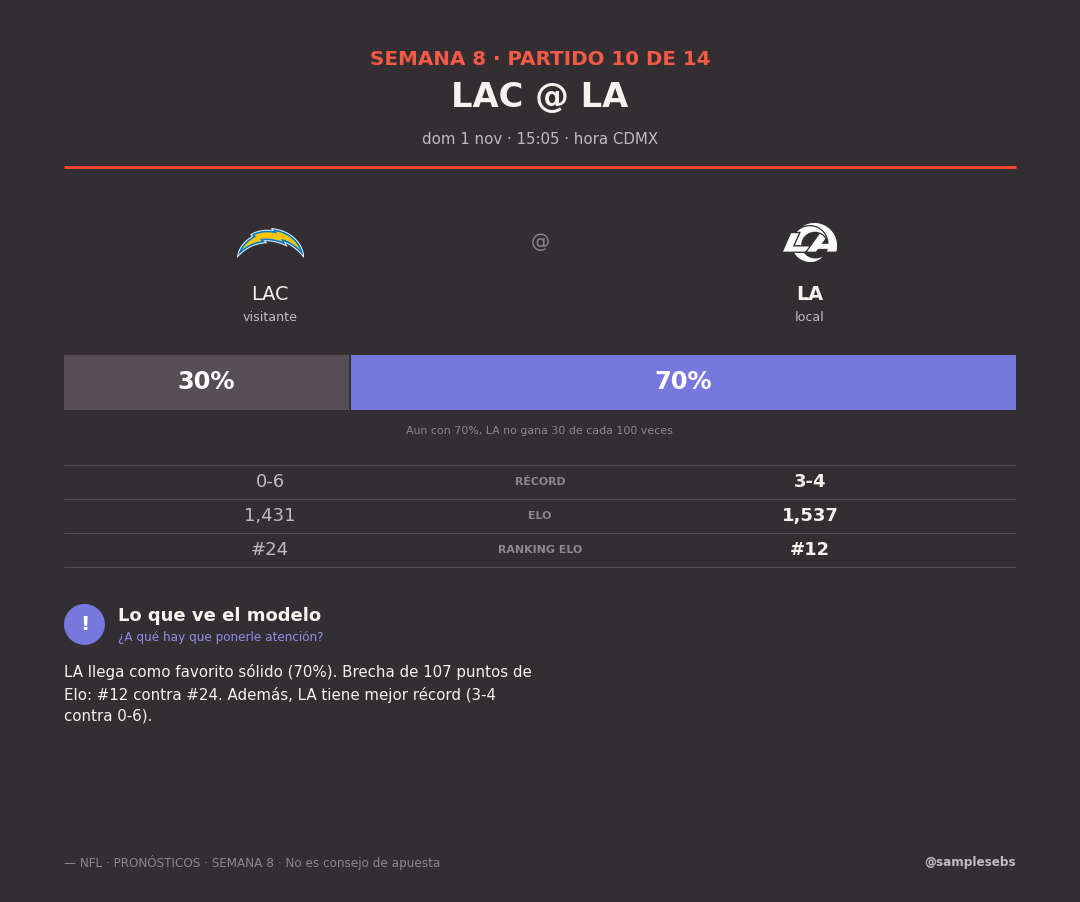 SEMANA 8 · PARTIDO 10 DE 14
LAC @ LA
dom 1 nov · 15:05 · hora CDMX
@
LA
LAC
LA
visitante
local
30%
70%
Aun con 70%, LA no gana 30 de cada 100 veces
0-6 RÉCORD 3-4
1,431 ELO 1,537
#24 RANKING ELO #12
!
Lo que ve el modelo
¿A qué hay que ponerle atención?
LA llega como favorito sólido (70%). Brecha de 107 puntos de
Elo: #12 contra #24. Además, LA tiene mejor récord (3-4
contra 0-6).
— NFL · PRONÓSTICOS · SEMANA 8 · No es consejo de apuesta
@samplesebs